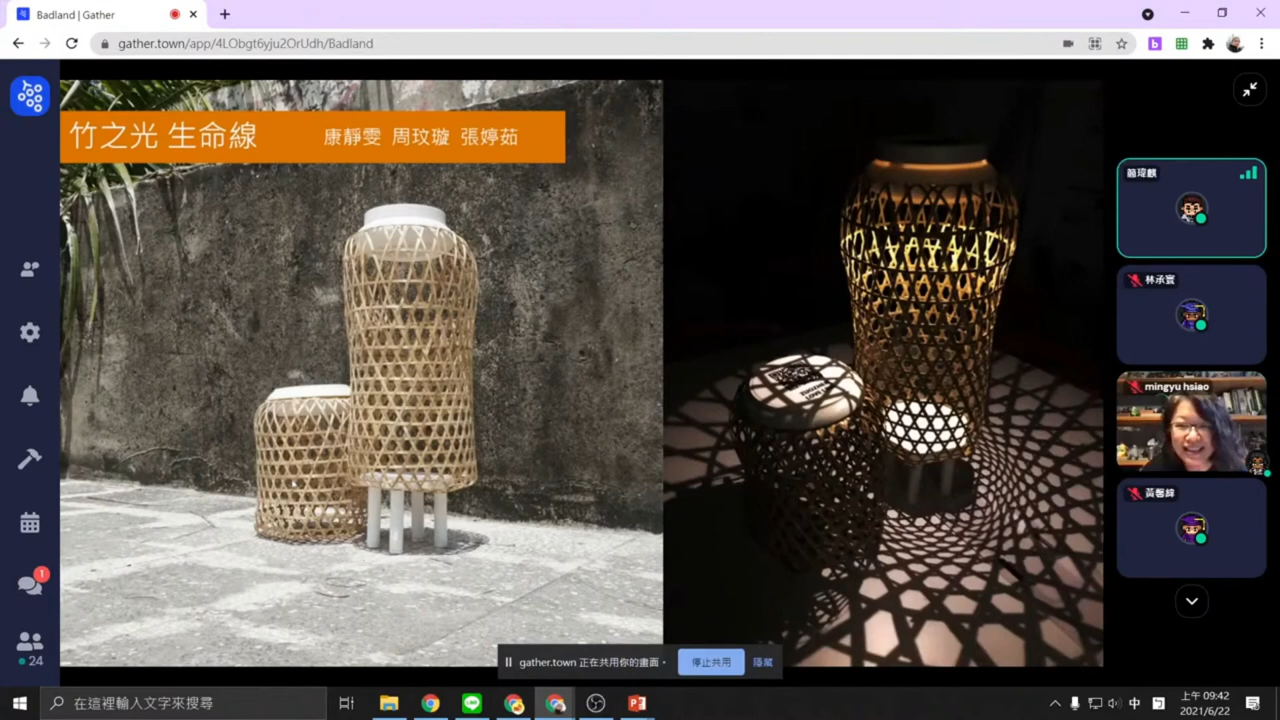 Badland | Gather
gather.town/app/4LObgt6yju2OrUdh/Badland
竹之光 生命線 康靜雯 周玟璇 張婷茹
簡瑋麒
林承寰
mingyu hsiao
黃馨緯
1
24
gather.town 正在共用你的畫面。
停止共用
隱藏
在這裡輸入文字來搜尋
中
上午 09:42
2021/6/22